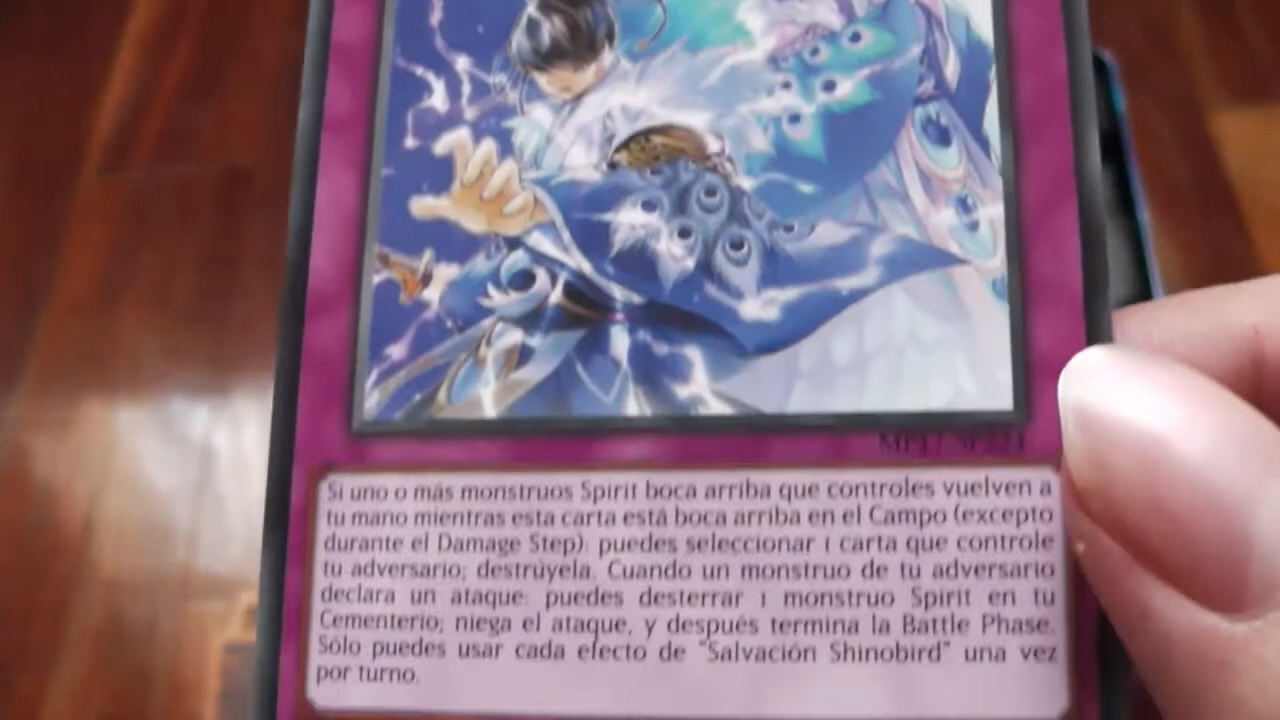 MP17-SP224
Si uno o más monstruos Spirit boca arriba que controles vuelven a
tu mano mientras esta carta está boca arriba en el Campo (excepto
durante el Damage Step): puedes seleccionar 1 carta que controle
tu adversario; destrúyela. Cuando un monstruo de tu adversario
declara un ataque: puedes desterrar 1 monstruo Spirit en tu
Cementerio; niega el ataque, y después termina la Battle Phase.
Sólo puedes usar cada efecto de "Salvación Shinobird" una vez
por turno.